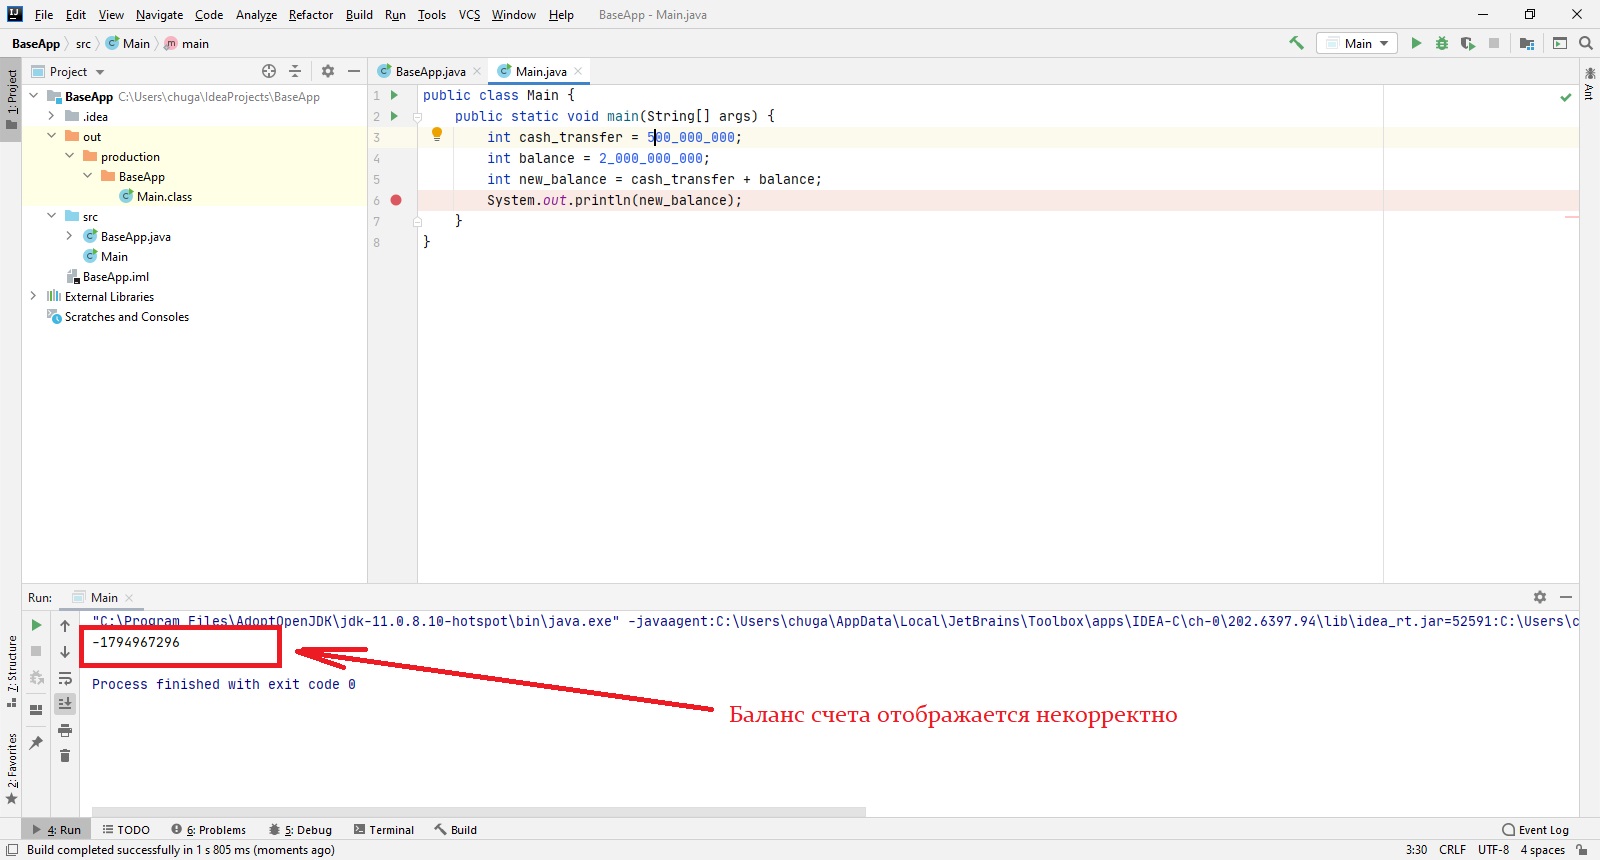 File Edit View Navigate Code Analyze Refactor Build Run Tools VCS Window Help BaseApp - Main.java
BaseApp src Main main
Main
1: Project
Project
BaseApp.java
Main.java
Ant
BaseApp C:\Users\chuga\IdeaProjects\BaseApp
.idea
out
production
BaseApp
Main.class
src
BaseApp.java
Main
BaseApp.iml
External Libraries
Scratches and Consoles
1 public class Main {
2 public static void main(String[] args) {
3 int cash_transfer = 500_000_000;
4 int balance = 2_000_000_000;
5 int new_balance = cash_transfer + balance;
6 System.out.println(new_balance);
7 }
8 }
Run: Main
"C:\Program Files\AdoptOpenJDK\jdk-11.0.8.10-hotspot\bin\java.exe" -javaagent:C:\Users\chuga\AppData\Local\JetBrains\Toolbox\apps\IDEA-C\ch-0\202.6397.94\lib\idea_rt.jar=52591:C:\Users\c
-1794967296
Process finished with exit code 0
Баланс счета отображается некорректно
7: Structure
2: Favorites
4: Run TODO 6: Problems 5: Debug Terminal Build Event Log
Build completed successfully in 1 s 805 ms (moments ago) 3:30 CRLF UTF-8 4 spaces